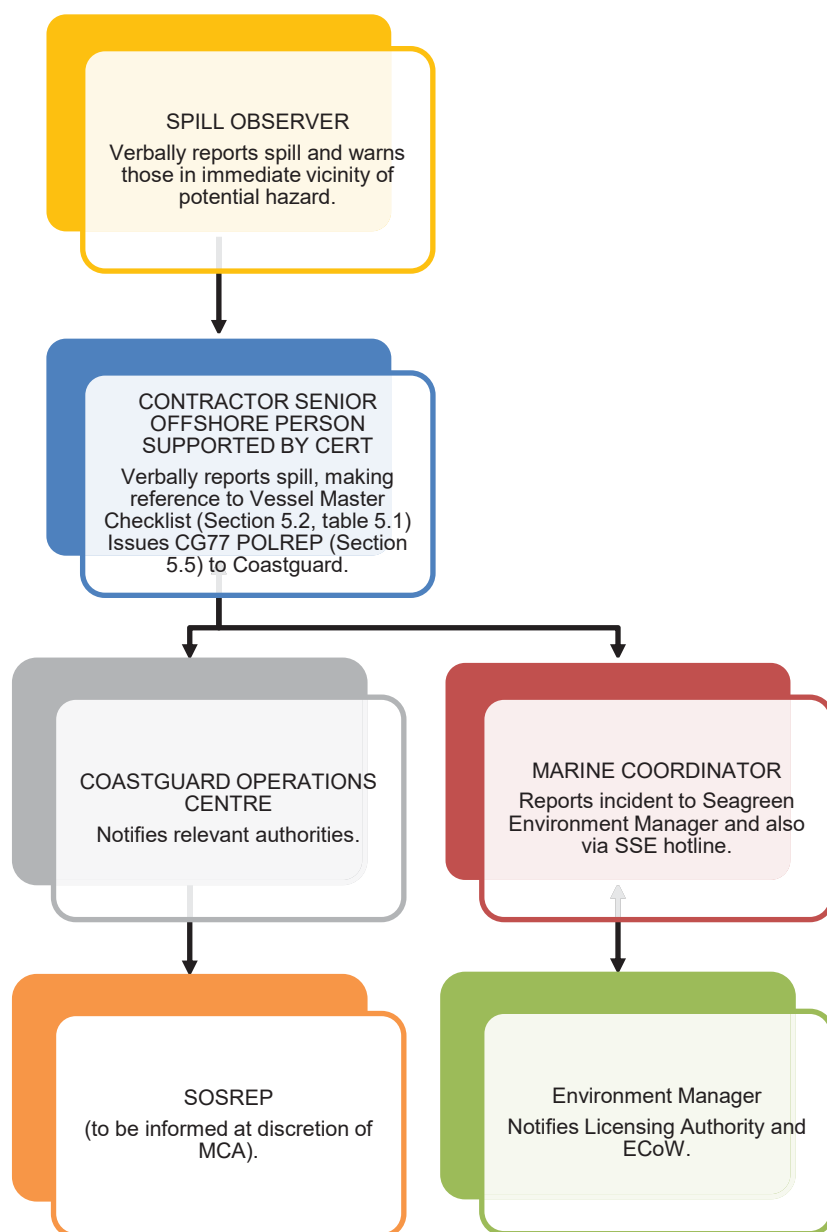 SPILL OBSERVER
Verbally reports spill and warns
those in immediate vicinity of
potential hazard.
CONTRACTOR SENIOR
OFFSHORE PERSON
SUPPORTED BY CERT
Verbally reports spill, making
reference to Vessel Master
Checklist (Section 5.2, table 5.1)
Issues CG77 POLREP (Section
5.5) to Coastguard.
COASTGUARD OPERATIONS
CENTRE
Notifies relevant authorities.
MARINE COORDINATOR
Reports incident to Seagreen
Environment Manager and also
via SSE hotline.
SOSREP
(to be informed at discretion of
MCA).
Environment Manager
Notifies Licensing Authority and
ECoW.